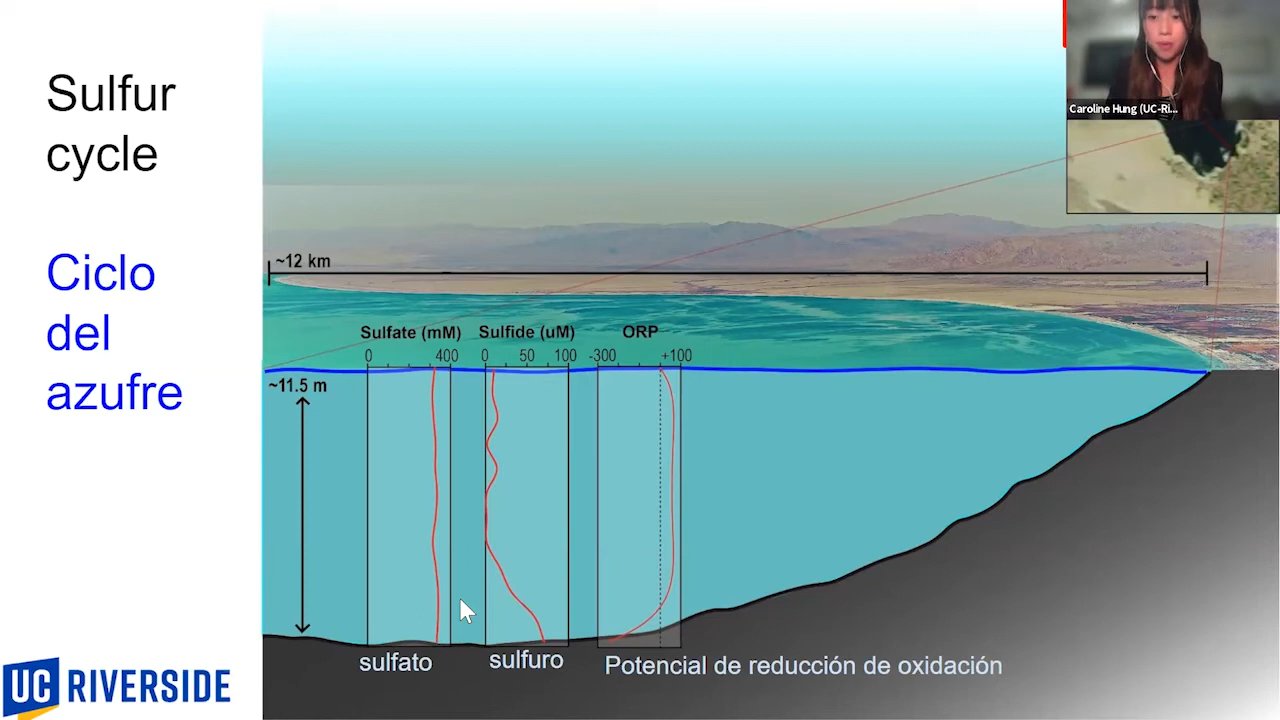 Sulfur
cycle
Ciclo
del
azufre
Caroline Hung (UC-Ri...
~12 km
Sulfate (mM) Sulfide (uM) ORP
0 400 0 50 100 -300 +100
~11.5 m
sulfato sulfuro Potencial de reducción de oxidación
UC RIVERSIDE